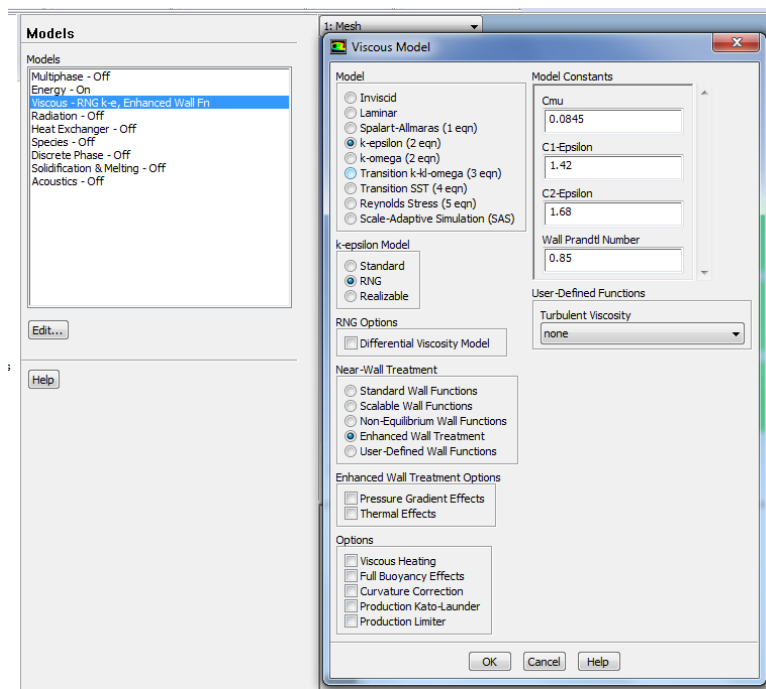 Models
Models
Multiphase - Off
Energy - On
Viscous - RNG k-e, Enhanced Wall Fn
Radiation - Off
Heat Exchanger - Off
Species - Off
Discrete Phase - Off
Solidification & Melting - Off
Acoustics - Off
Edit...
Help
1: Mesh
Viscous Model
Model
Inviscid
Laminar
Spalart-Allmaras (1 eqn)
k-epsilon (2 eqn)
k-omega (2 eqn)
Transition k-kl-omega (3 eqn)
Transition SST (4 eqn)
Reynolds Stress (5 eqn)
Scale-Adaptive Simulation (SAS)
k-epsilon Model
Standard
RNG
Realizable
RNG Options
Differential Viscosity Model
Near-Wall Treatment
Standard Wall Functions
Scalable Wall Functions
Non-Equilibrium Wall Functions
Enhanced Wall Treatment
User-Defined Wall Functions
Enhanced Wall Treatment Options
Pressure Gradient Effects
Thermal Effects
Options
Viscous Heating
Full Buoyancy Effects
Curvature Correction
Production Kato-Launder
Production Limiter
Model Constants
Cmu
0.0845
C1-Epsilon
1.42
C2-Epsilon
1.68
Wall Prandtl Number
0.85
User-Defined Functions
Turbulent Viscosity
none
OK
Cancel
Help